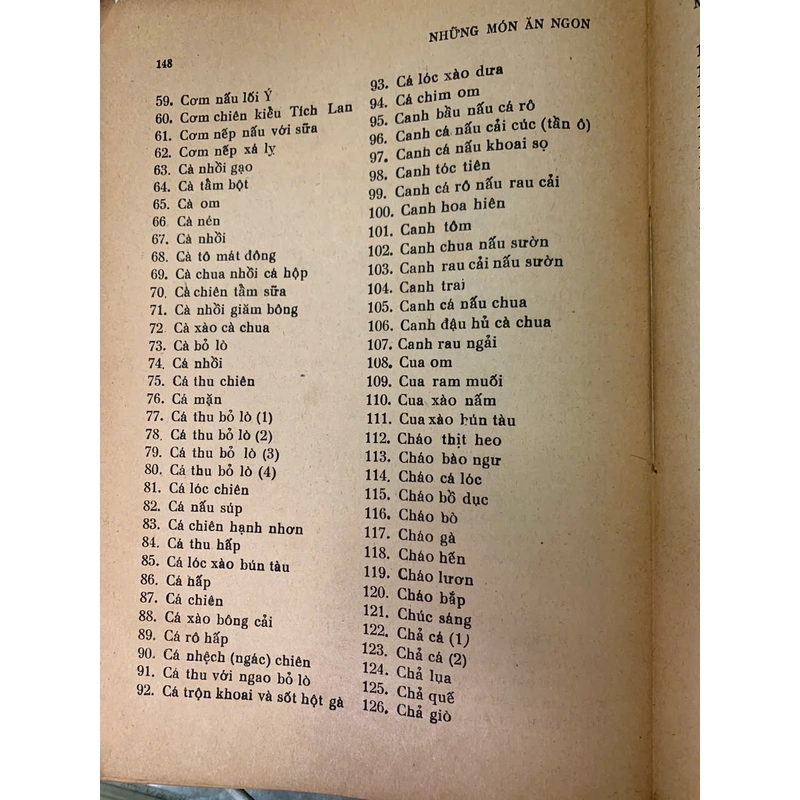 148
NHỮNG MÓN ĂN NGON
59. Cơm nấu lối Ý
60. Cơm chiên kiểu Tích Lan
61. Cơm nếp nấu với sữa
62. Cơm nếp xá lỵ
63. Cà nhồi gạo
64. Cà tẩm bột
65. Cà om
66 Cà nén
67. Cà nhồi
68. Cà tô mát đông
69. Cà chua nhồi cá hộp
70. Cà chiên tẩm sữa
71. Cà nhồi giăm bông
72 Cà xào cà chua
73. Cà bỏ lò
74. Cá nhồi
75. Cá thu chiên
76. Cá mặn
77. Cá thu bỏ lò (1)
78. Cá thu bỏ lò (2)
79. Cá thu bỏ lò (3)
80. Cá thu bỏ lò (4)
81. Cá lóc chiên
82. Cá nấu súp
83. Cá chiên hạnh nhơn
84. Cá thu hấp
85. Cá lóc xào bún tàu
86. Cá hấp
87. Cá chiên
88. Cá xào bông cải
89. Cá rô hấp
90. Cá nhệch (ngác) chiên
91. Cá thu với ngao bỏ lò
92. Cá trộn khoai và sốt hột gà
93. Cá lóc xào dưa
94. Cá chim om
95. Canh bầu nấu cá rô
96. Canh cá nấu cải cúc (tần ô)
97. Canh cá nấu khoai sọ
98. Canh tóc tiên
99. Canh cá rô nấu rau cải
100. Canh hoa hiên
101. Canh tôm
102. Canh chua nấu sườn
103. Canh rau cải nấu sườn
104. Canh trai
105. Canh cá nấu chua
106. Canh đậu hủ cà chua
107. Canh rau ngải
108. Cua om
109. Cua ram muối
110. Cua xào nấm
111. Cua xào bún tàu
112. Cháo thịt heo
113. Cháo bào ngư
114. Cháo cá lóc
115. Cháo bồ dục
116. Cháo bò
117. Cháo gà
118. Cháo hến
119. Cháo lươn
120. Cháo bắp
121. Chúc sáng
122. Chả cá (1)
123. Chả cá (2)
124. Chả lụa
125. Chả quế
126. Chả giò